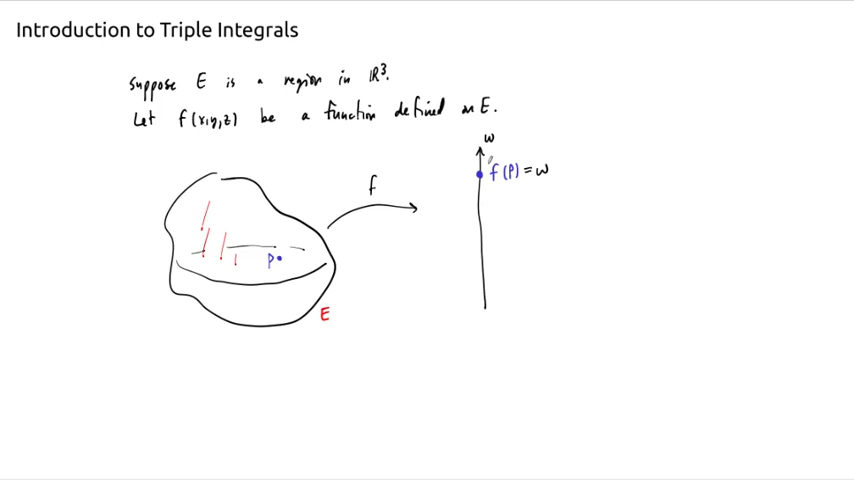 Introduction to Triple Integrals
Suppose E is a region in ℝ³.
Let f(x,y,z) be a function defined on E.
w
f(P) = w
f
P
E